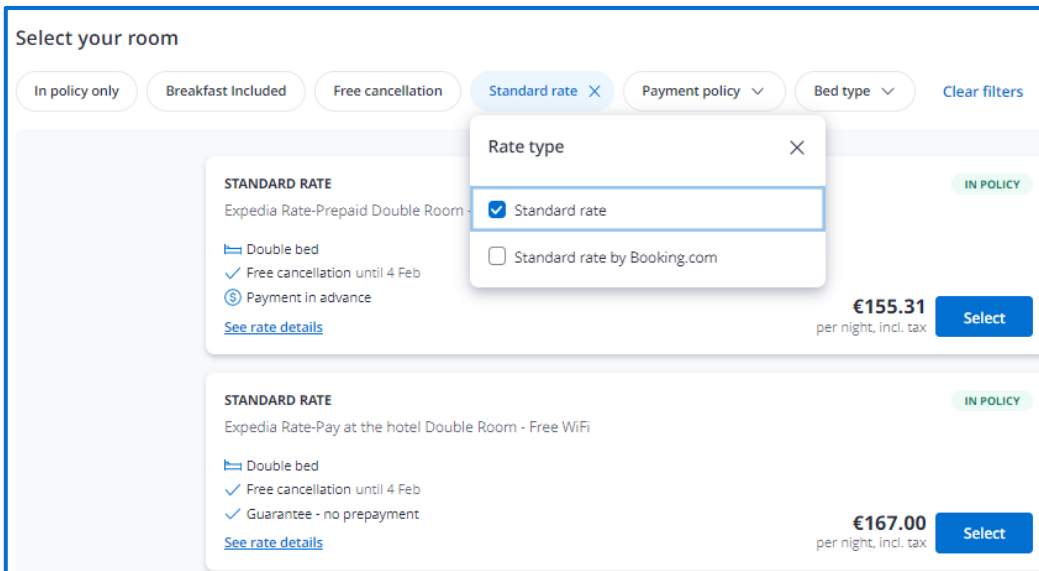 Select your room
In policy only
Breakfast Included
Free cancellation
Standard rate
Payment policy
Bed type
Clear filters
Rate type
Standard rate
Standard rate by Booking.com
STANDARD RATE
IN POLICY
Expedia Rate-Prepaid Double Room -
Double bed
Free cancellation until 4 Feb
Payment in advance
See rate details
€155.31
per night, incl. tax
Select
STANDARD RATE
IN POLICY
Expedia Rate-Pay at the hotel Double Room - Free WiFi
Double bed
Free cancellation until 4 Feb
Guarantee - no prepayment
See rate details
€167.00
per night, incl. tax
Select